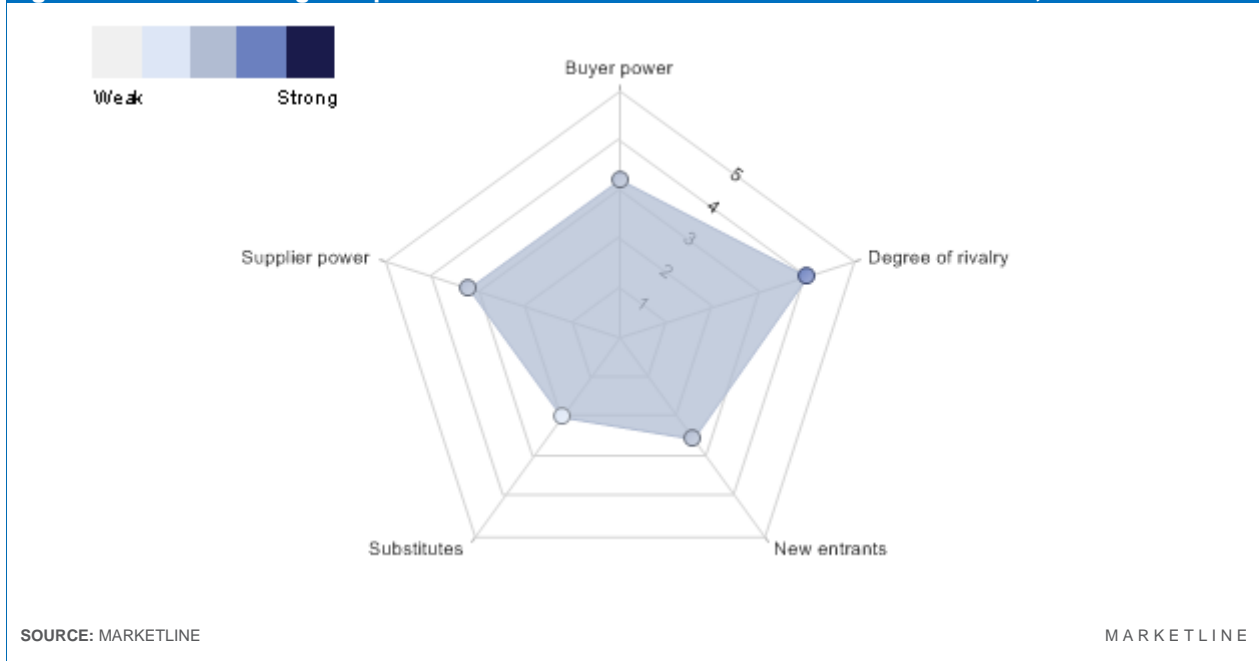 Weak
Strong
Buyer power
5
4
3
2
1
Supplier power
Degree of rivalry
Substitutes
New entrants
SOURCE: MARKETLINE
MARKETLINE